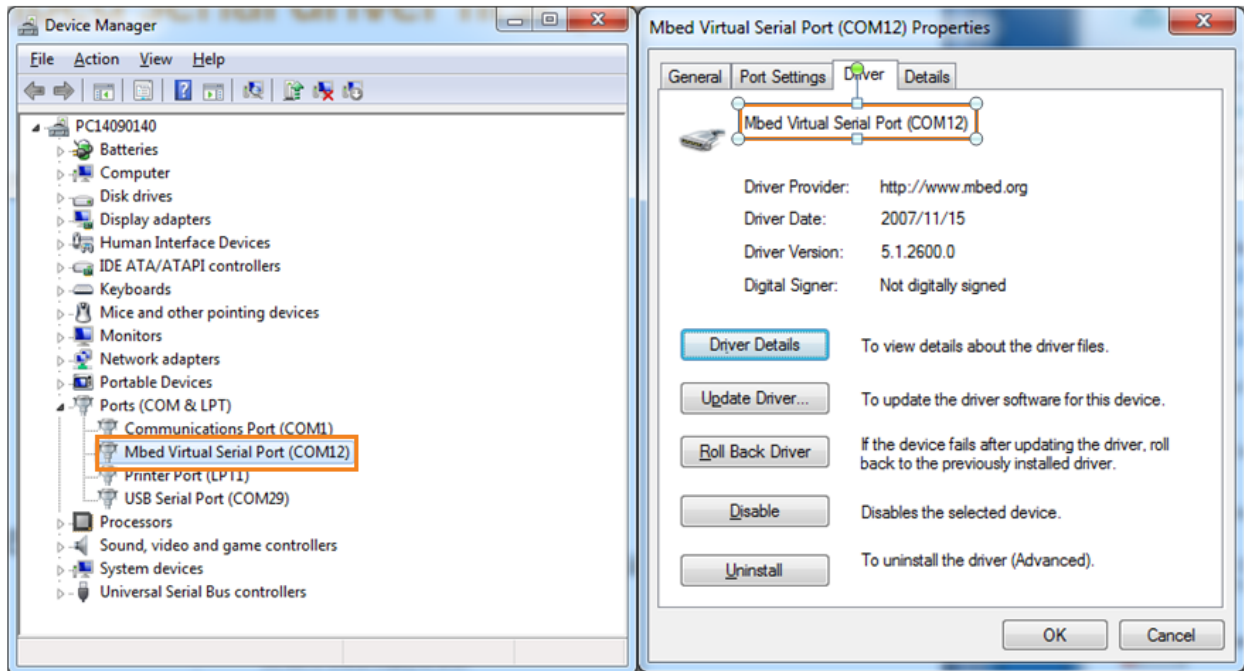 Device Manager
File Action View Help
PC14090140
Batteries
Computer
Disk drives
Display adapters
Human Interface Devices
IDE ATA/ATAPI controllers
Keyboards
Mice and other pointing devices
Monitors
Network adapters
Portable Devices
Ports (COM & LPT)
Communications Port (COM1)
Mbed Virtual Serial Port (COM12)
Printer Port (LPT1)
USB Serial Port (COM29)
Processors
Sound, video and game controllers
System devices
Universal Serial Bus controllers
Mbed Virtual Serial Port (COM12) Properties
General Port Settings Driver Details
Mbed Virtual Serial Port (COM12)
Driver Provider: http://www.mbed.org
Driver Date: 2007/11/15
Driver Version: 5.1.2600.0
Digital Signer: Not digitally signed
Driver Details To view details about the driver files.
Update Driver... To update the driver software for this device.
Roll Back Driver If the device fails after updating the driver, roll
back to the previously installed driver.
Disable Disables the selected device.
Uninstall To uninstall the driver (Advanced).
OK Cancel